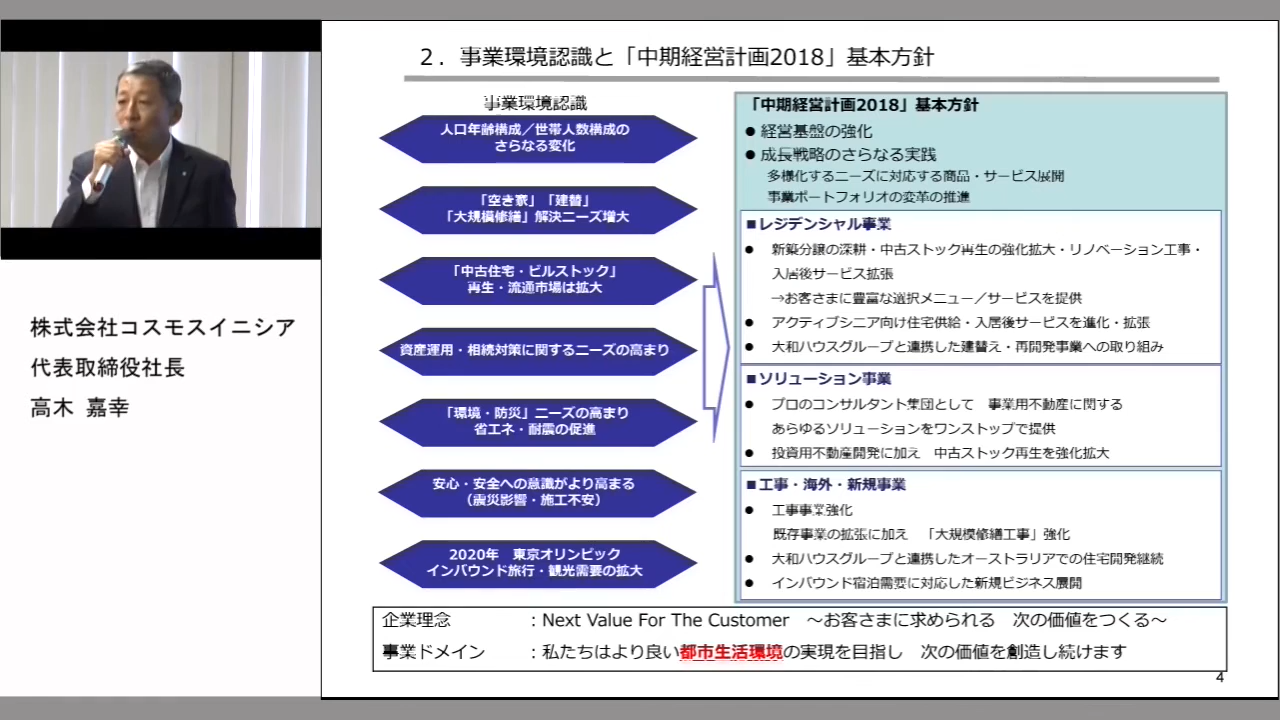 株式会社コスモスイニシア
代表取締役社長
高木 嘉幸
2．事業環境認識と「中期経営計画2018」基本方針
事業環境認識
人口年齢構成／世帯人数構成の
さらなる変化
「空き家」「建替」
「大規模修繕」解決ニーズ増大
「中古住宅・ビルストック」
再生・流通市場は拡大
資産運用・相続対策に関するニーズの高まり
「環境・防災」ニーズの高まり
省エネ・耐震の促進
安心・安全への意識がより高まる
（震災影響・施工不安）
2020年　東京オリンピック
インバウンド旅行・観光需要の拡大
「中期経営計画2018」基本方針
● 経営基盤の強化
● 成長戦略のさらなる実践
多様化するニーズに対応する商品・サービス展開
事業ポートフォリオの変革の推進
■レジデンシャル事業
● 新築分譲の深耕・中古ストック再生の強化拡大・リノベーション工事・
入居後サービス拡張
→お客さまに豊富な選択メニュー／サービスを提供
● アクティブシニア向け住宅供給・入居後サービスを進化・拡張
● 大和ハウスグループと連携した建替え・再開発事業への取り組み
■ソリューション事業
● プロのコンサルタント集団として　事業用不動産に関する
あらゆるソリューションをワンストップで提供
● 投資用不動産開発に加え　中古ストック再生を強化拡大
■工事・海外・新規事業
● 工事事業強化
既存事業の拡張に加え　「大規模修繕工事」強化
● 大和ハウスグループと連携したオーストラリアでの住宅開発継続
● インバウンド宿泊需要に対応した新規ビジネス展開
企業理念　：Next Value For The Customer　～お客さまに求められる　次の価値をつくる～
事業ドメイン　：私たちはより良い都市生活環境の実現を目指し　次の価値を創造し続けます
4